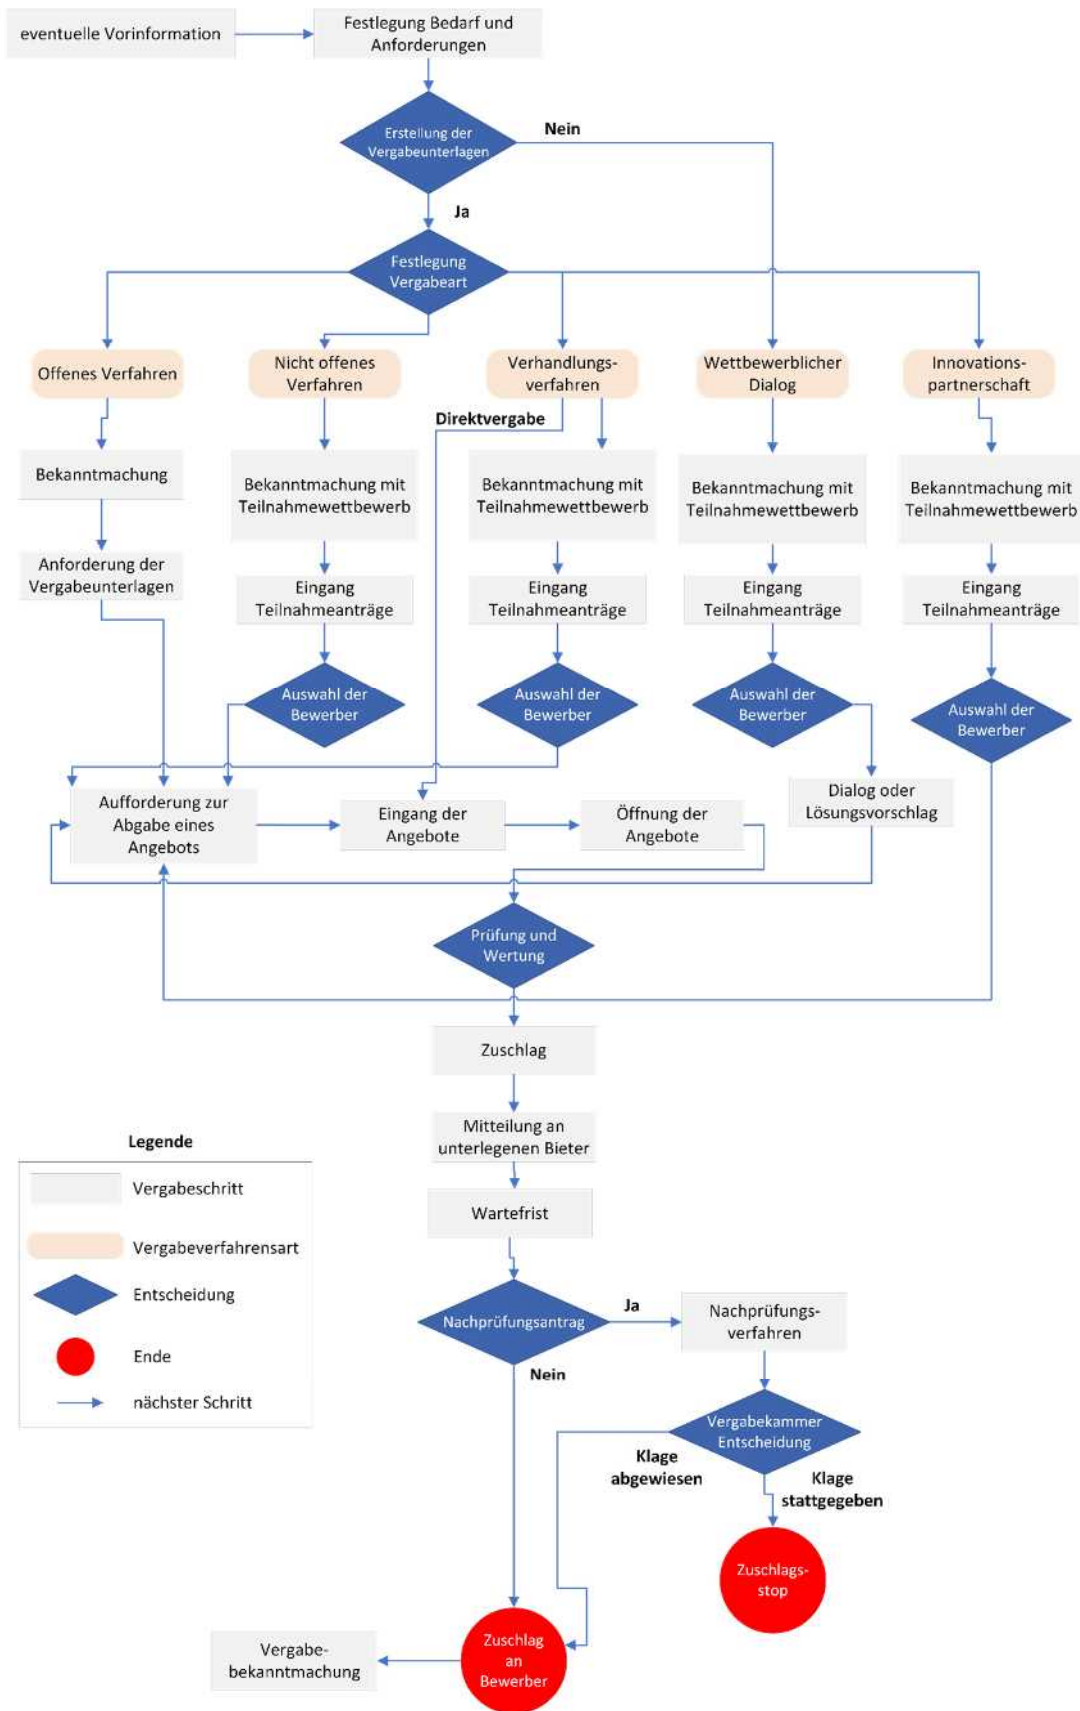 eventuelle Vorinformation
Festlegung Bedarf und
Anforderungen
Erstellung der
Vergabeunterlagen
Nein
Ja
Festlegung
Vergabeart
Offenes Verfahren
Nicht offenes
Verfahren
Verhandlungs-
verfahren
Wettbewerblicher
Dialog
Innovations-
partnerschaft
Direktvergabe
Bekanntmachung
Bekanntmachung mit
Teilnahmewettbewerb
Bekanntmachung mit
Teilnahmewettbewerb
Bekanntmachung mit
Teilnahmewettbewerb
Bekanntmachung mit
Teilnahmewettbewerb
Anforderung der
Vergabeunterlagen
Eingang
Teilnahmeanträge
Eingang
Teilnahmeanträge
Eingang
Teilnahmeanträge
Eingang
Teilnahmeanträge
Auswahl der
Bewerber
Auswahl der
Bewerber
Auswahl der
Bewerber
Auswahl der
Bewerber
Aufforderung zur
Abgabe eines
Angebots
Eingang der
Angebote
Öffnung der
Angebote
Dialog oder
Lösungsvorschlag
Prüfung und
Wertung
Zuschlag
Mitteilung an
unterlegenen Bieter
Wartefrist
Legende
Vergabeschritt
Vergabeverfahrensart
Entscheidung
Ende
nächster Schritt
Nachprüfungsantrag
Ja
Nachprüfungs-
verfahren
Nein
Vergabekammer
Entscheidung
Klage
abgewiesen
Klage
stattgegeben
Zuschlags-
stop
Zuschlag
an
Bewerber
Vergabe-
bekanntmachung